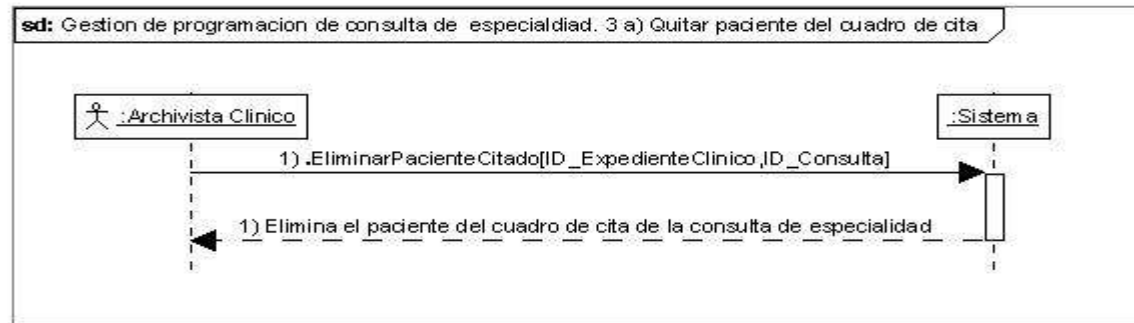 sd: Gestion de programacion de consulta de especialdiad. 3 a) Quitar paciente del cuadro de cita
:Archivista Clinico
:Sistema
1) .EliminarPacienteCitado[ID_ExpedienteClinico,ID_Consulta]
1) Elimina el paciente del cuadro de cita de la consulta de especialidad